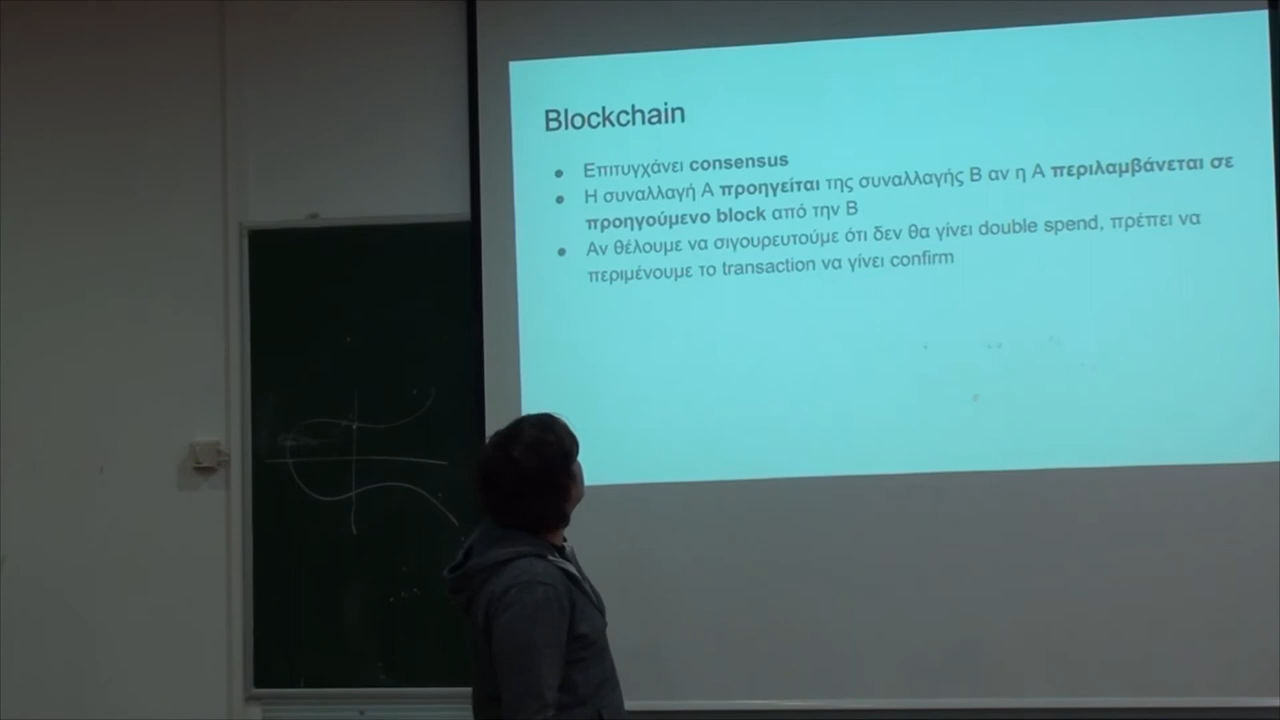 Blockchain
Επιτυγχάνει consensus
Η συναλλαγή Α προηγείται της συναλλαγής Β αν η Α περιλαμβάνεται σε
προηγούμενο block από την Β
Αν θέλουμε να σιγουρευτούμε ότι δεν θα γίνει double spend, πρέπει να
περιμένουμε το transaction να γίνει confirm